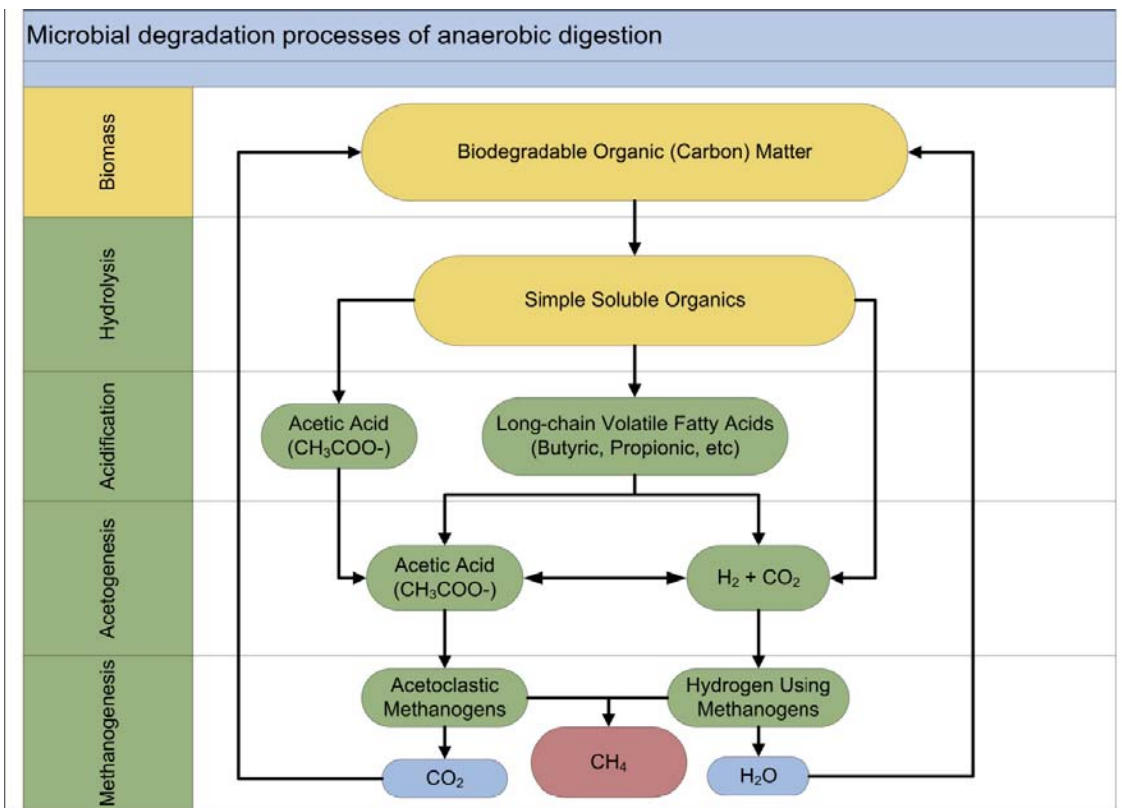 Microbial degradation processes of anaerobic digestion
Biomass
Biodegradable Organic (Carbon) Matter
Hydrolysis
Simple Soluble Organics
Acidification
Acetic Acid
(CH₃COO-)
Long-chain Volatile Fatty Acids
(Butyric, Propionic, etc)
Acetogenesis
Acetic Acid
(CH₃COO-)
H₂ + CO₂
Methanogenesis
Acetoclastic
Methanogens
Hydrogen Using
Methanogens
CH₄
CO₂
H₂O